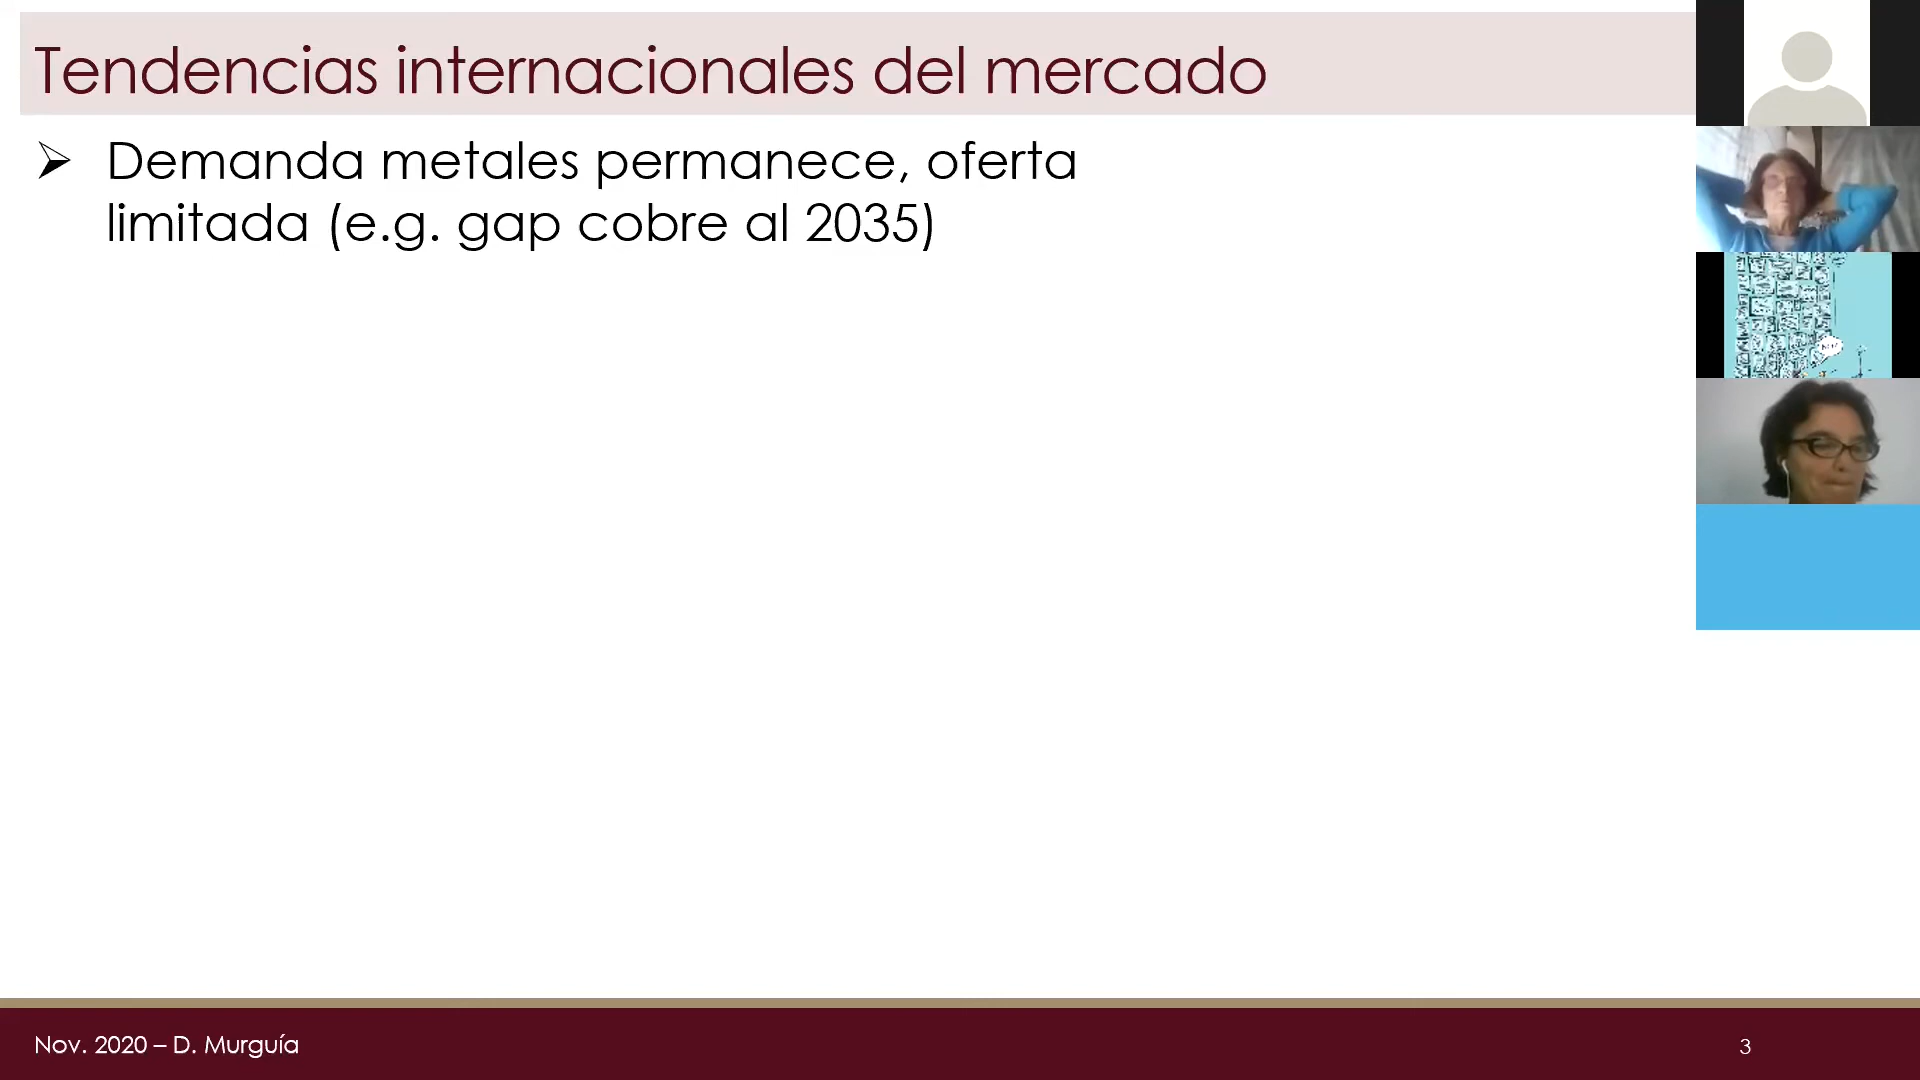 Tendencias internacionales del mercado
➢ Demanda metales permanece, oferta
limitada (e.g. gap cobre al 2035)
Nov. 2020 – D. Murguía
3